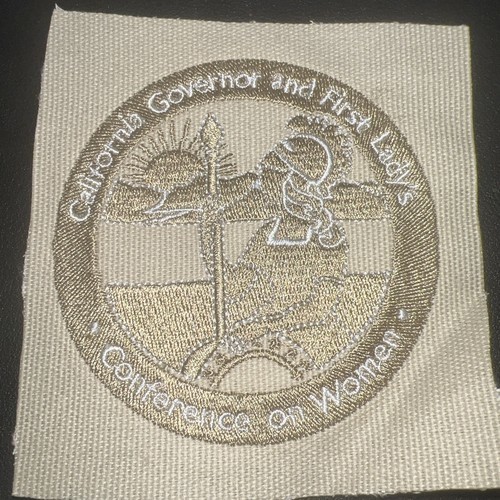 California Governor and First Lady's
Conference on Women